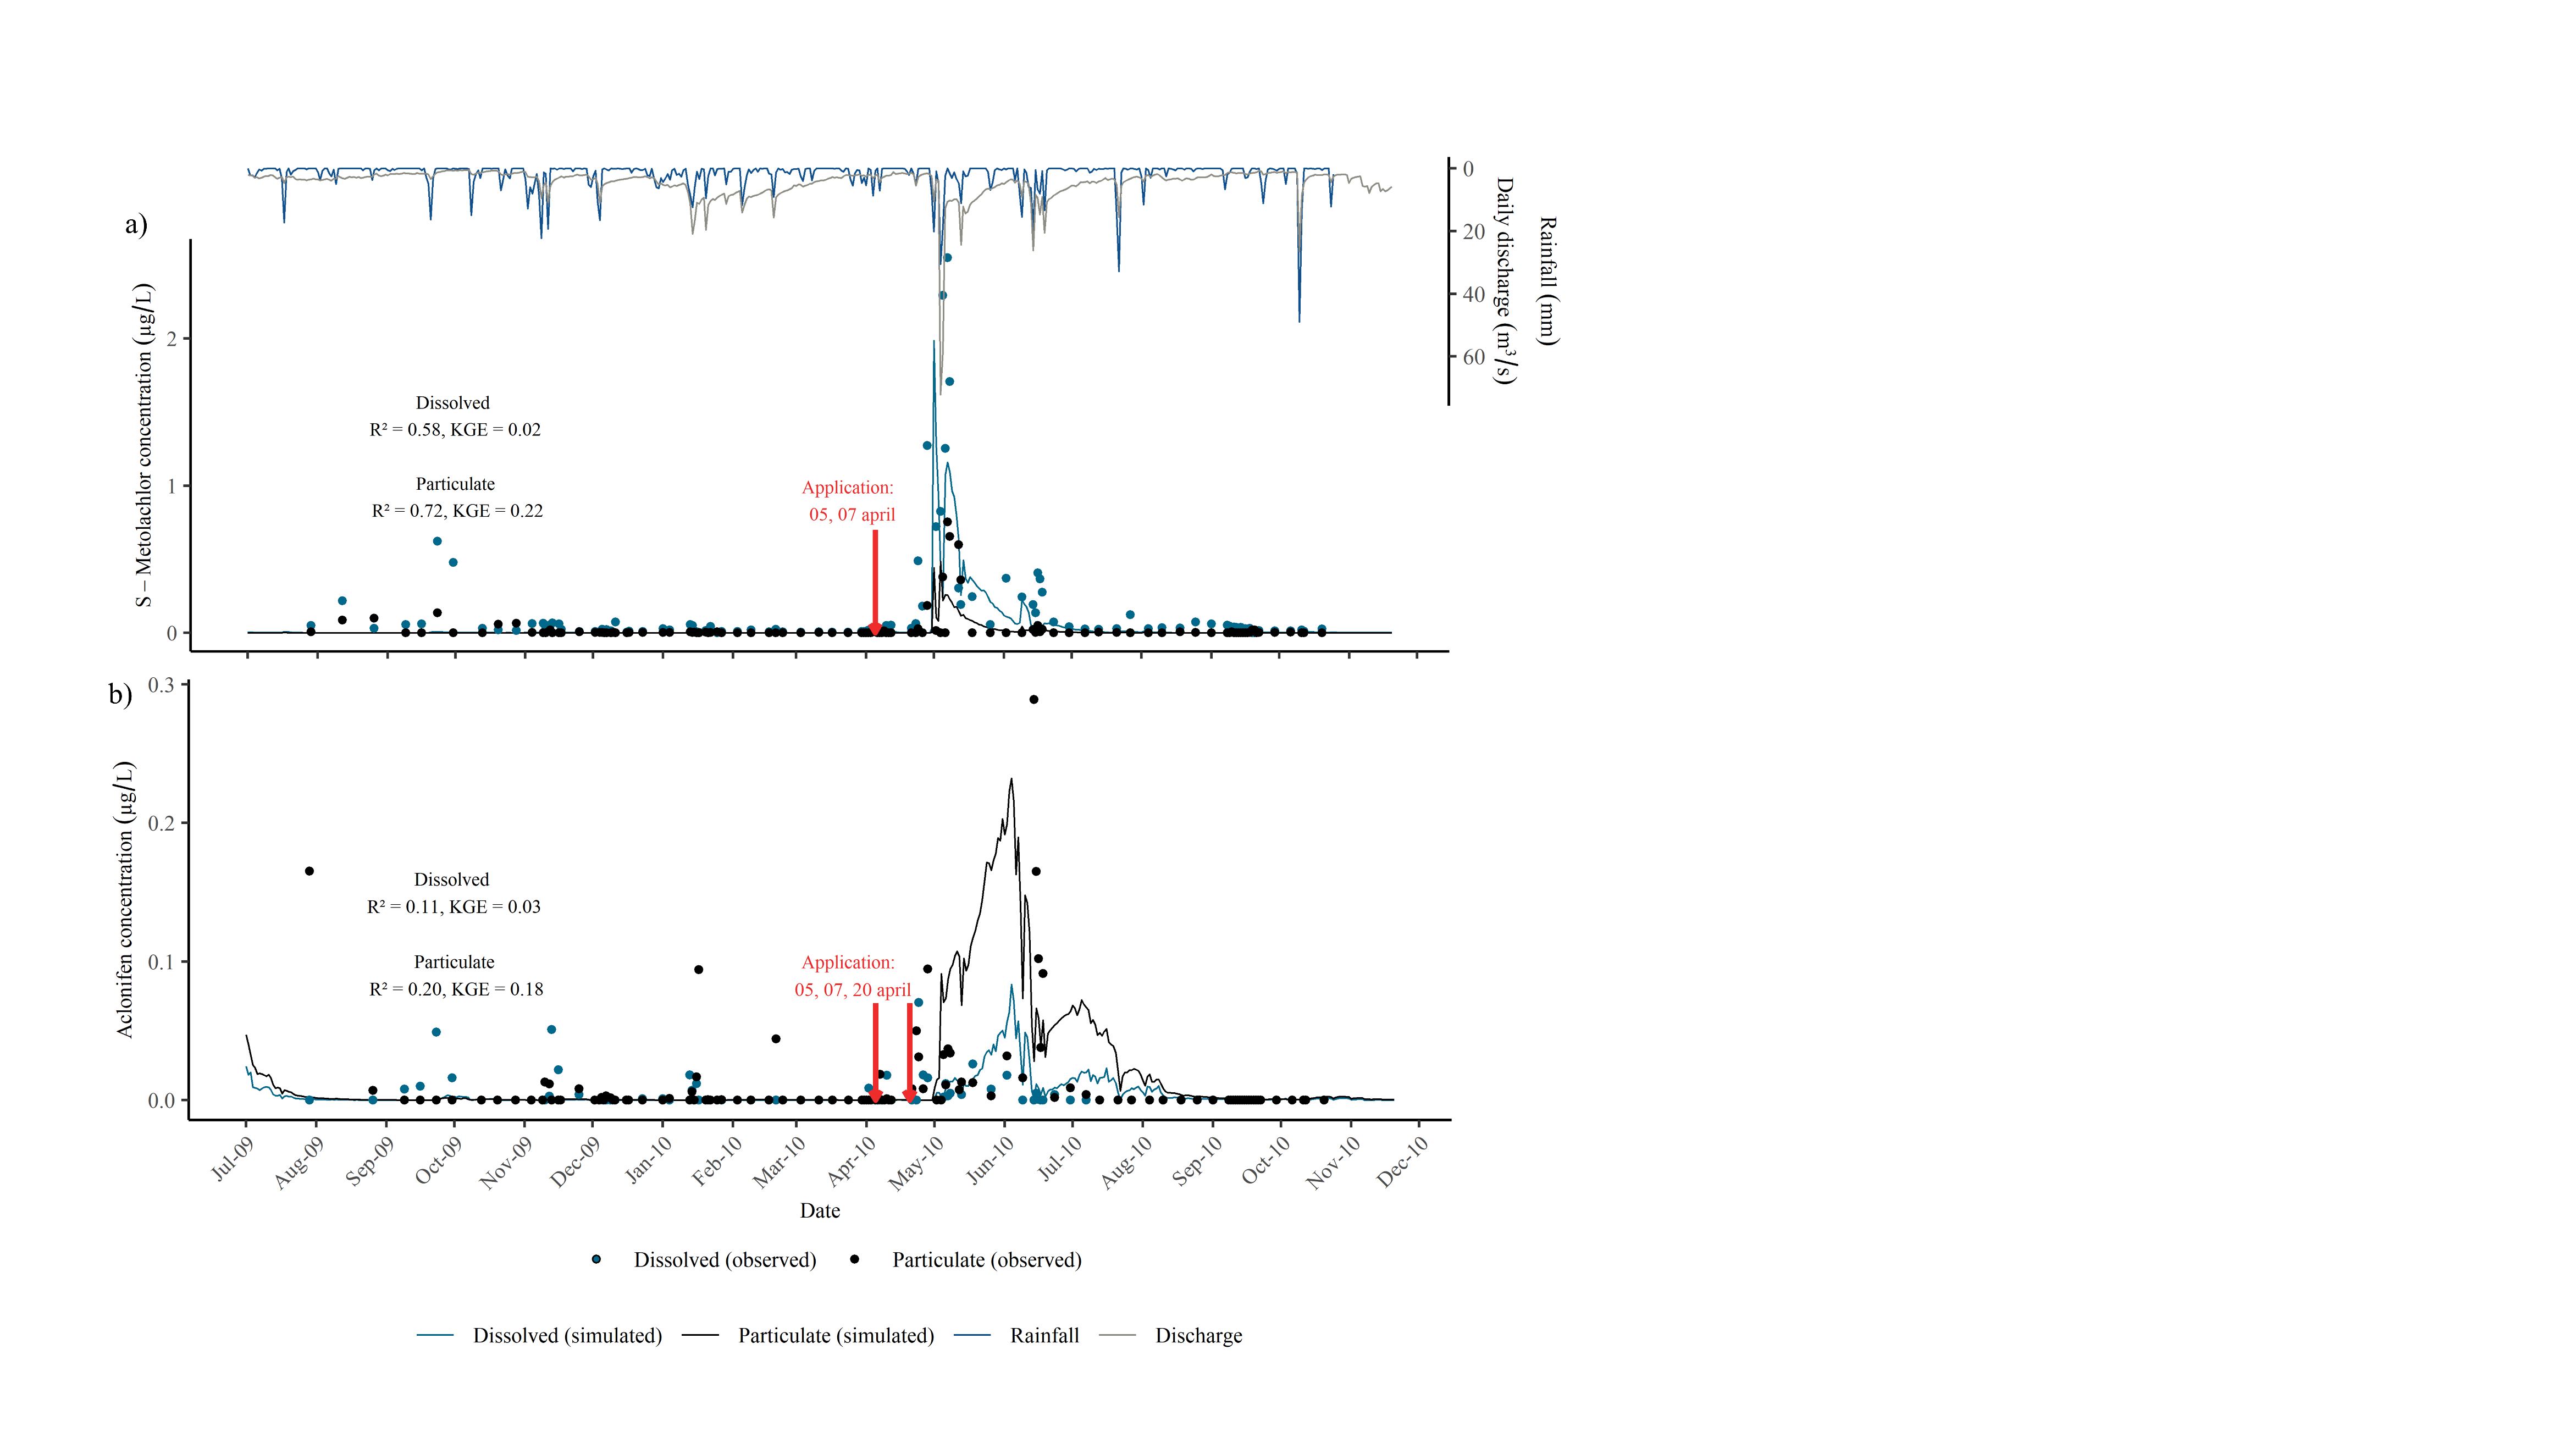 a)
S – Metolachlor concentration (µg/L)
2
1
0
Dissolved
R² = 0.58, KGE = 0.02
Particulate
R² = 0.72, KGE = 0.22
Application:
05, 07 april
0
20
40
60
Daily discharge (m³/s)
Rainfall (mm)
b)
Aclonifen concentration (µg/L)
0.3
0.2
0.1
0.0
Dissolved
R² = 0.11, KGE = 0.03
Particulate
R² = 0.20, KGE = 0.18
Application:
05, 07, 20 april
Jul-09
Aug-09
Sep-09
Oct-09
Nov-09
Dec-09
Jan-10
Feb-10
Mar-10
Apr-10
May-10
Jun-10
Jul-10
Aug-10
Sep-10
Oct-10
Nov-10
Dec-10
Date
Dissolved (observed) Particulate (observed)
Dissolved (simulated) Particulate (simulated) Rainfall Discharge